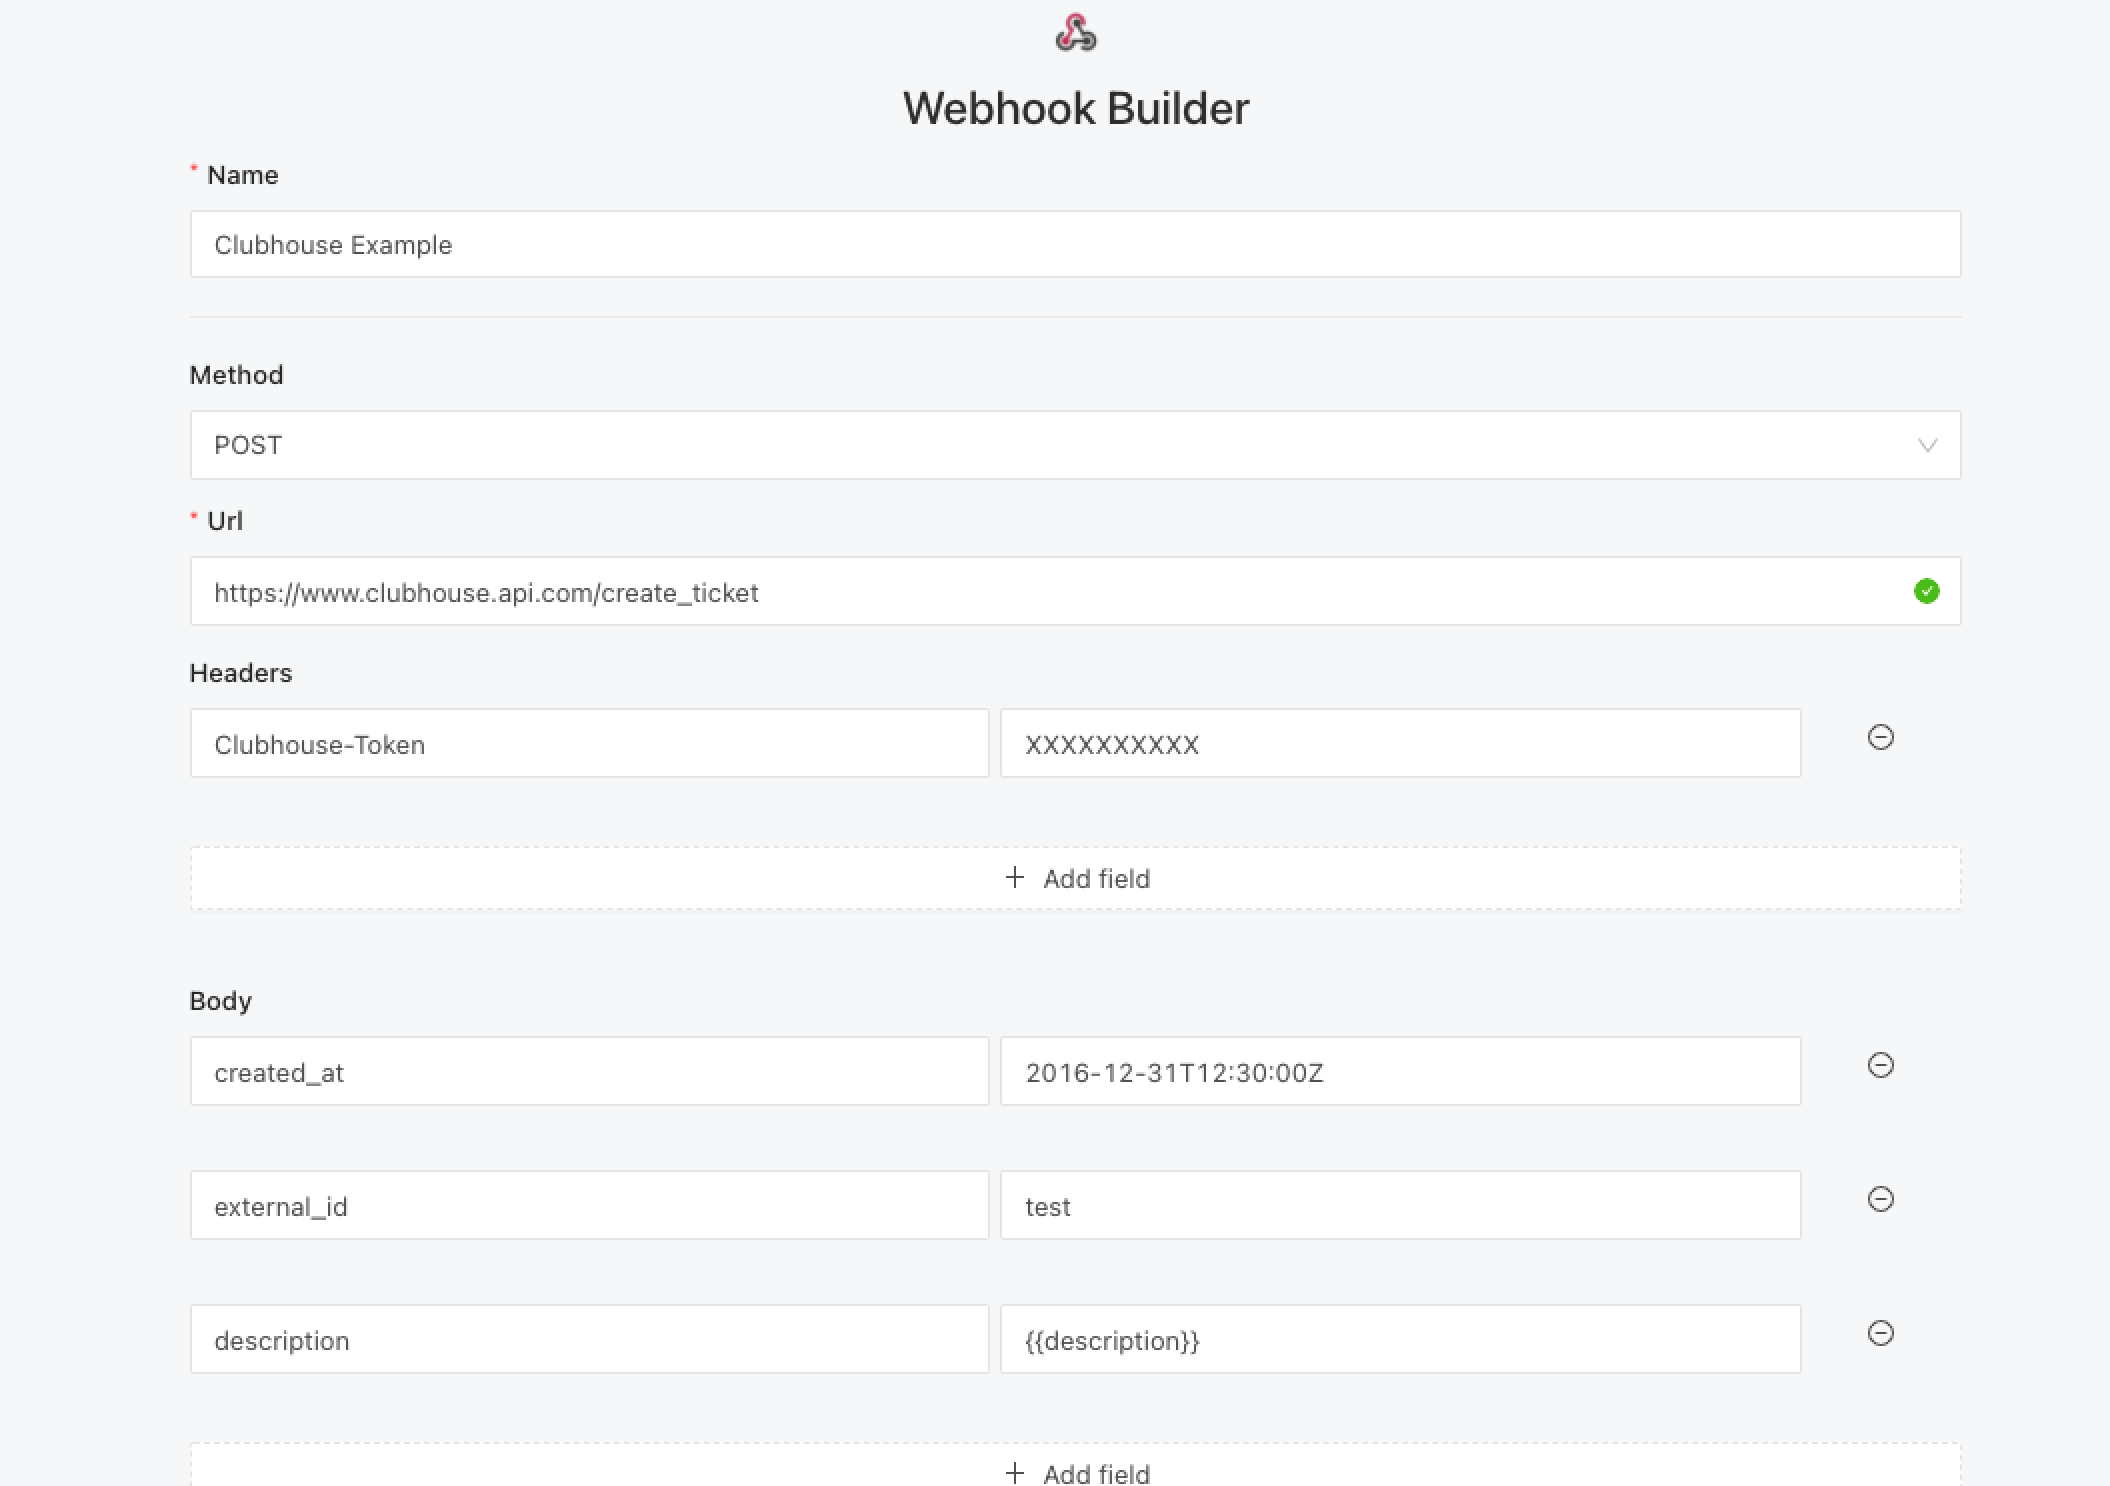 Webhook Builder
* Name
Clubhouse Example
Method
POST
* Url
https://www.clubhouse.api.com/create_ticket
Headers
Clubhouse-Token XXXXXXXXXX
+ Add field
Body
created_at 2016-12-31T12:30:00Z
external_id test
description {{description}}
+ Add field